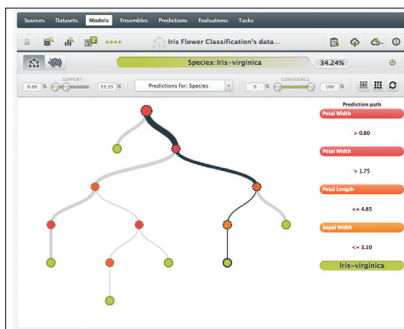 Sources Datasets Models Ensembles Predictions Evaluations Tasks
Iris Flower Classification's data...
Species: Iris-virginica 34.24%
SUPPORT CONFIDENCE
0.66 % 33.35 % Predictions for: Species 0 % 100 %
Prediction path
Petal Width
> 0.80
Petal Width
> 1.75
Petal Length
<= 4.85
Sepal Width
<= 3.10
Iris-virginica